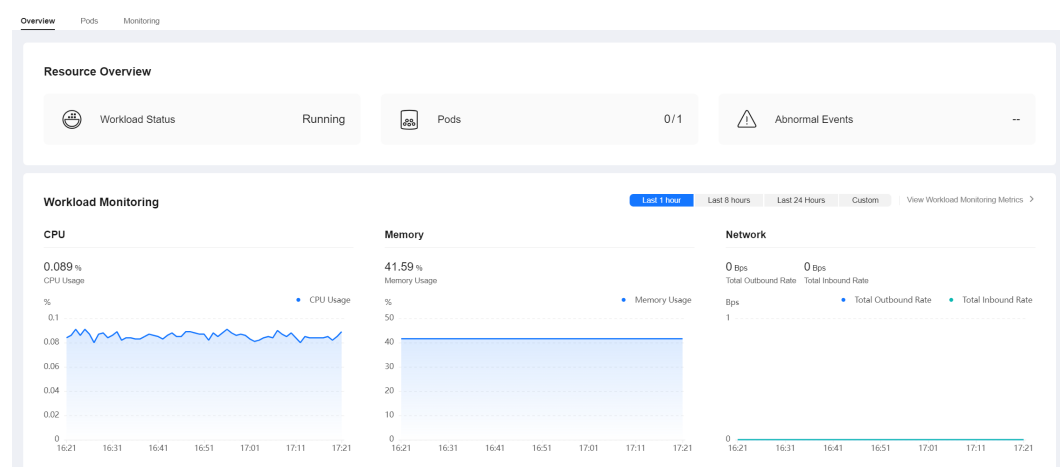 Overview Pods Monitoring
Resource Overview
Workload Status Running Pods 0/1 Abnormal Events --
Workload Monitoring Last 1 hour Last 8 hours Last 24 Hours Custom View Workload Monitoring Metrics >
CPU Memory Network
0.089 % 41.59 % 0 Bps 0 Bps
CPU Usage Memory Usage Total Outbound Rate Total Inbound Rate
% CPU Usage % Memory Usage Bps Total Outbound Rate Total Inbound Rate
0.1 50 1
0.08 40
0.06 30
0.04 20
0.02 10
0 0 0
16:21 16:31 16:41 16:51 17:01 17:11 17:21 16:21 16:31 16:41 16:51 17:01 17:11 17:21 16:21 16:31 16:41 16:51 17:01 17:11 17:21